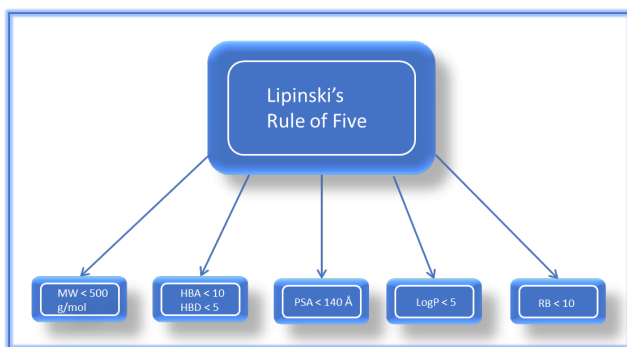 Lipinski's
Rule of Five
MW < 500
g/mol
HBA < 10
HBD < 5
PSA < 140 Å
LogP < 5
RB < 10